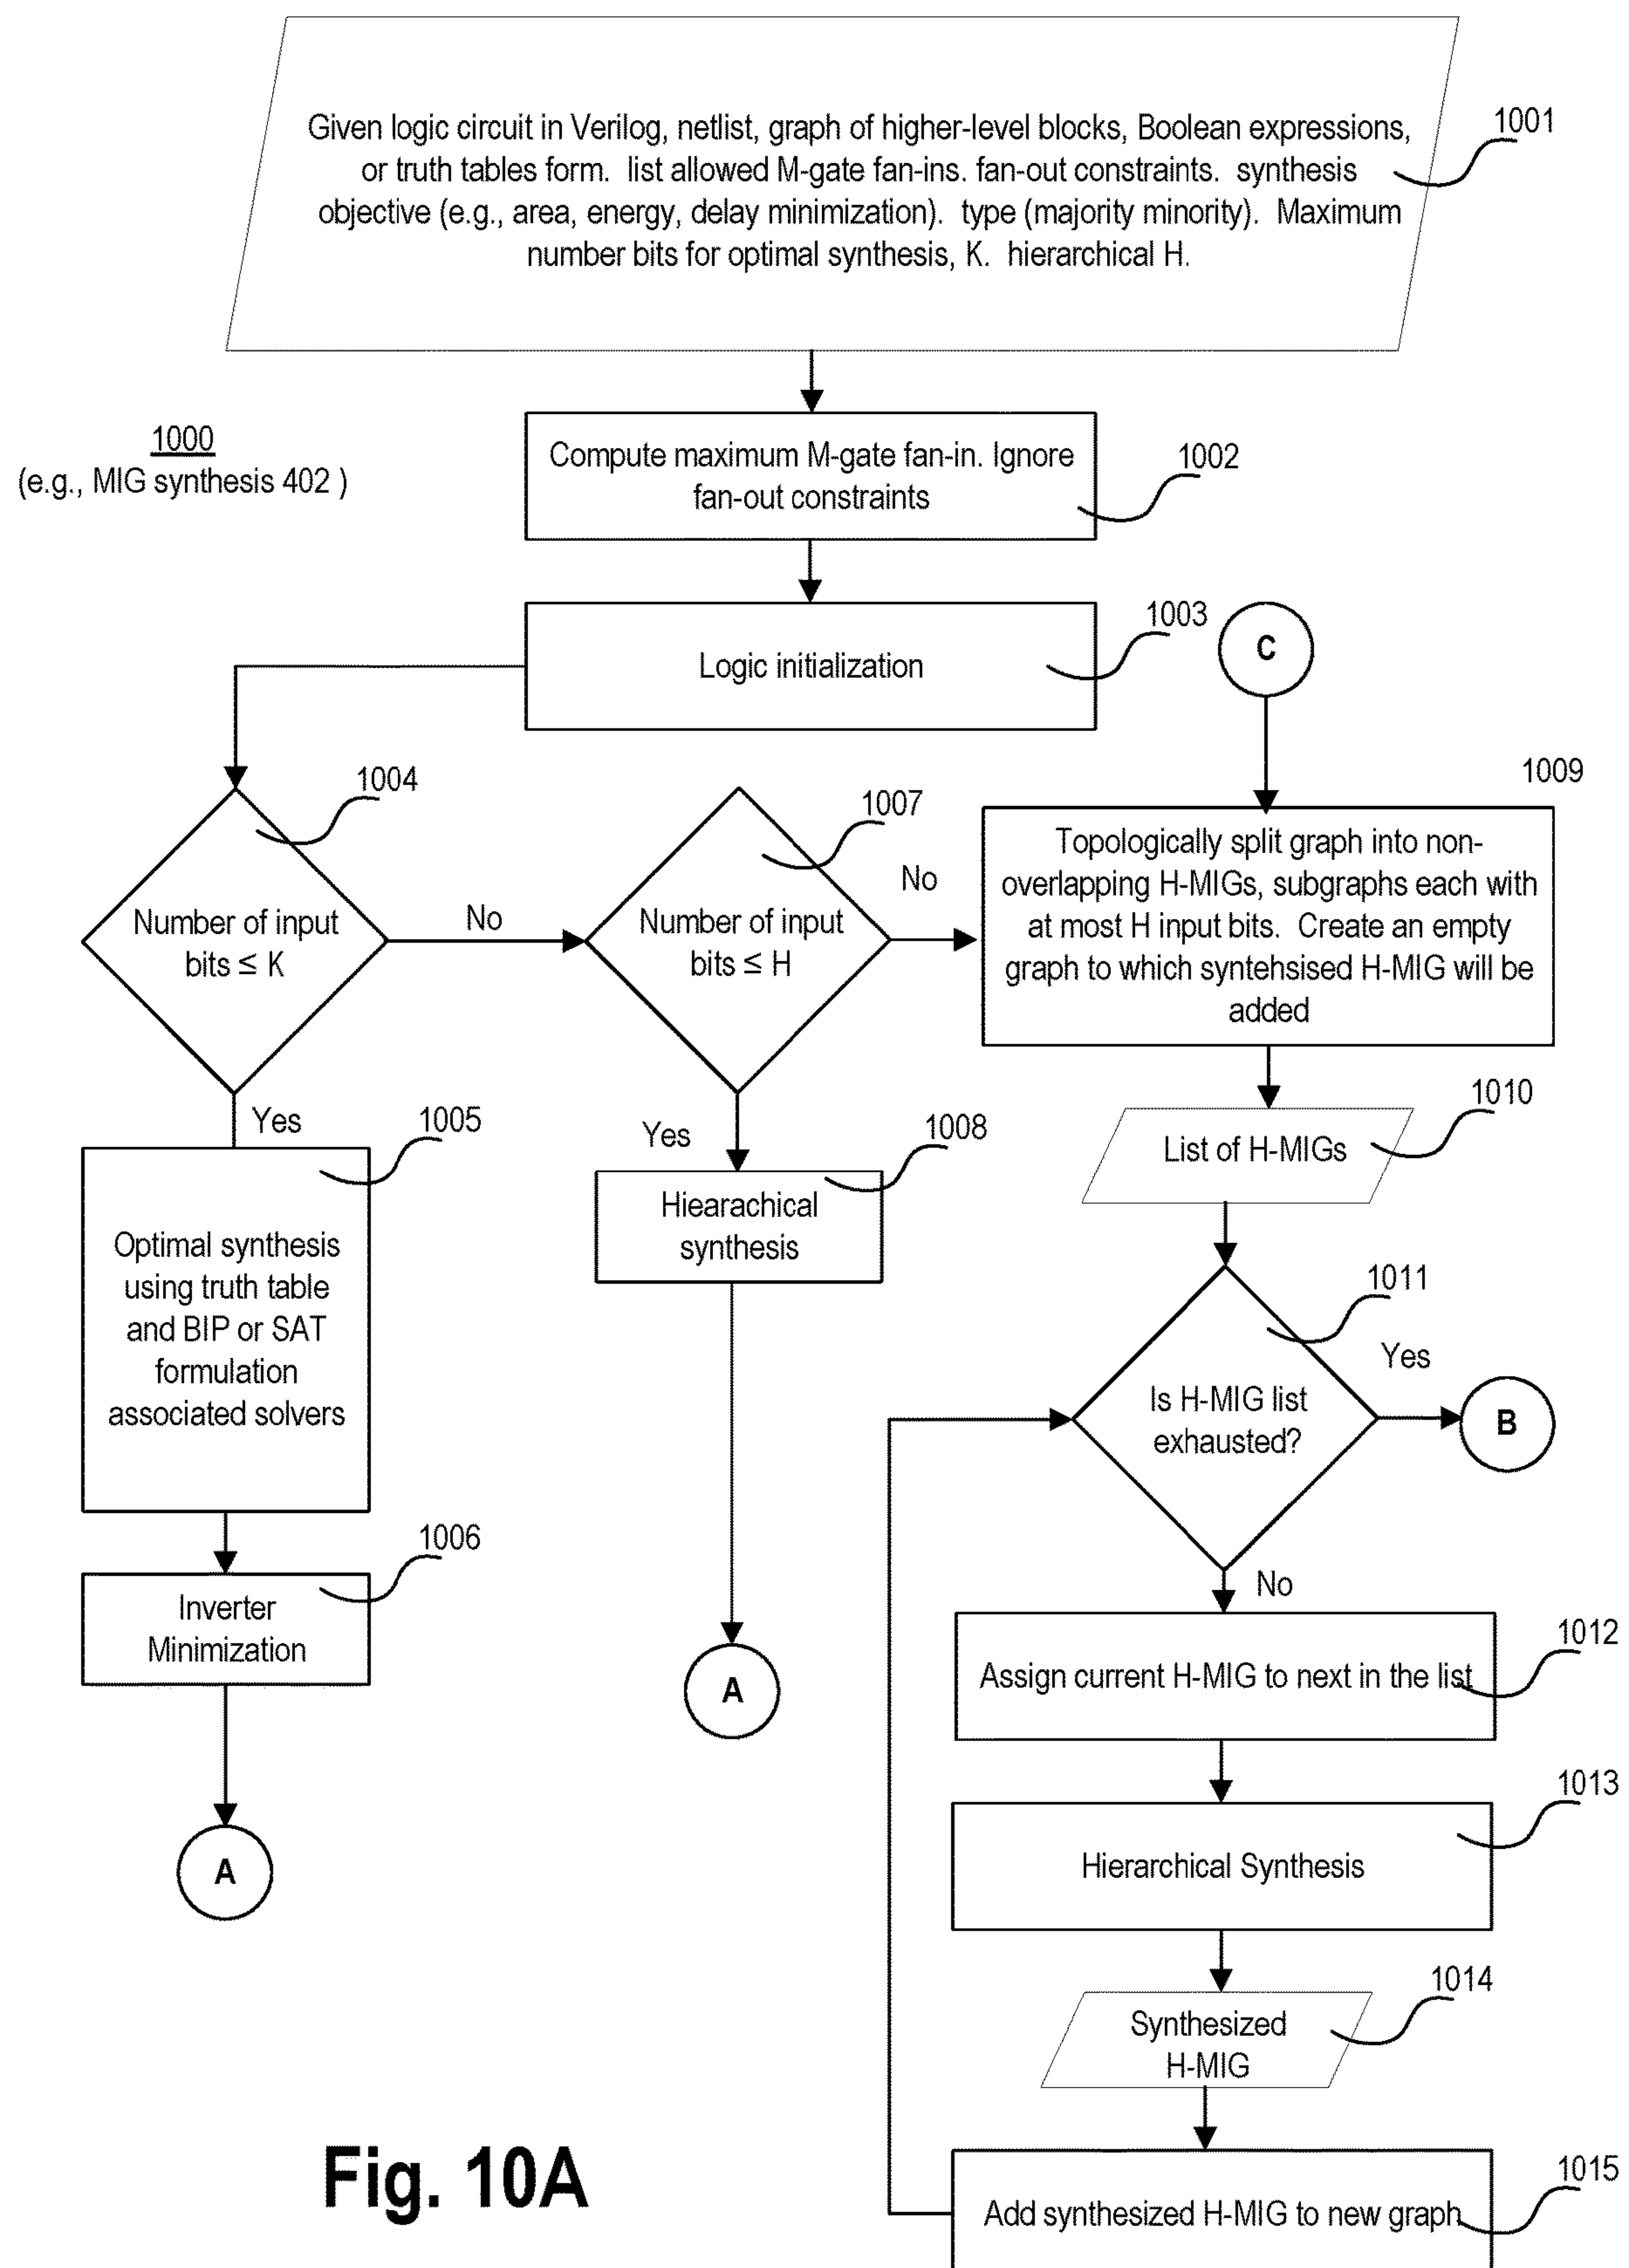 Given logic circuit in Verilog, netlist, graph of higher-level blocks, Boolean expressions,
or truth tables form. list allowed M-gate fan-ins. fan-out constraints. synthesis
objective (e.g., area, energy, delay minimization). type (majority minority). Maximum
number bits for optimal synthesis, K. hierarchical H.
1001
1000
(e.g., MIG synthesis 402 )
Compute maximum M-gate fan-in. Ignore
fan-out constraints
1002
Logic initialization
1003
C
1004
Number of input
bits ≤ K
No
Yes
1007
Number of input
bits ≤ H
No
Yes
1009
Topologically split graph into non-
overlapping H-MIGs, subgraphs each with
at most H input bits. Create an empty
graph to which syntehsised H-MIG will be
added
1005
Optimal synthesis
using truth table
and BIP or SAT
formulation
associated solvers
1008
Hiearachical
synthesis
1010
List of H-MIGs
1011
Is H-MIG list
exhausted?
Yes
B
No
1006
Inverter
Minimization
A
A
1012
Assign current H-MIG to next in the list
1013
Hierarchical Synthesis
1014
Synthesized
H-MIG
1015
Add synthesized H-MIG to new graph
Fig. 10A